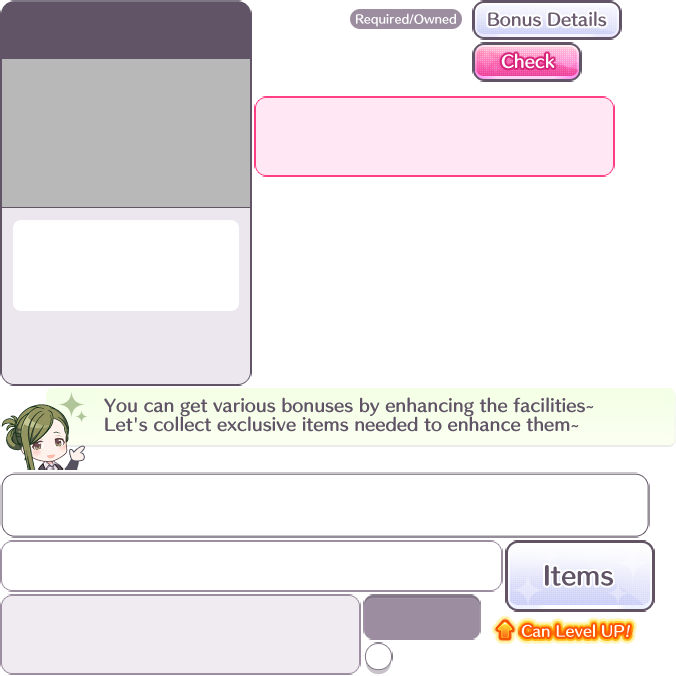 Required/Owned
Bonus Details
Check
You can get various bonuses by enhancing the facilities~
Let's collect exclusive items needed to enhance them~
Items
Can Level UP!